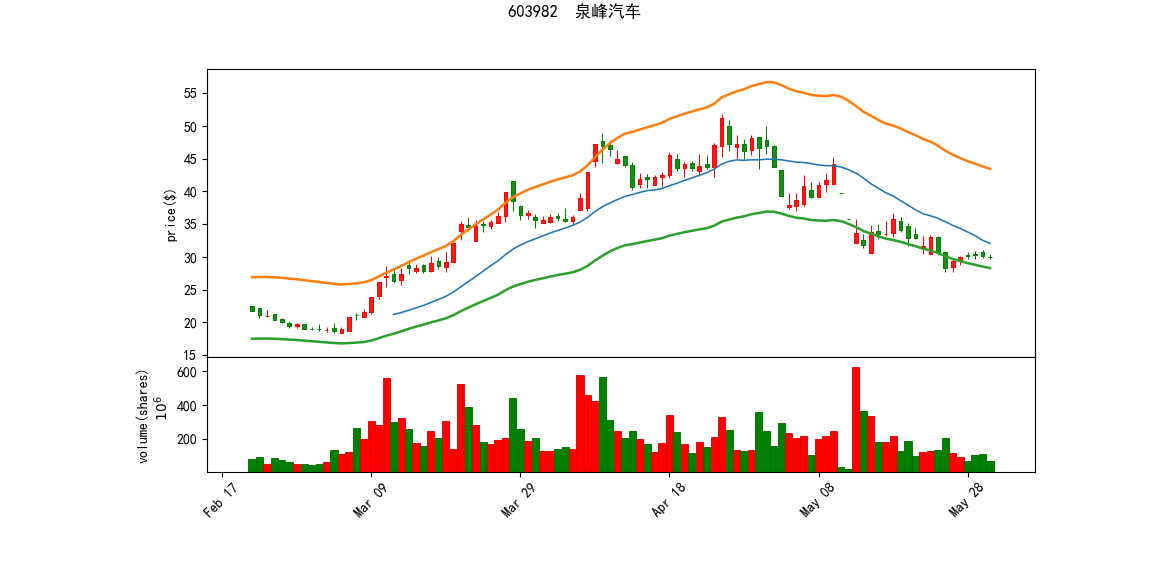 603982 泉峰汽车
price($)
55
50
45
40
35
30
25
20
15
volume(shares)
10^6
600
400
200
Feb 17
Mar 09
Mar 29
Apr 18
May 08
May 28